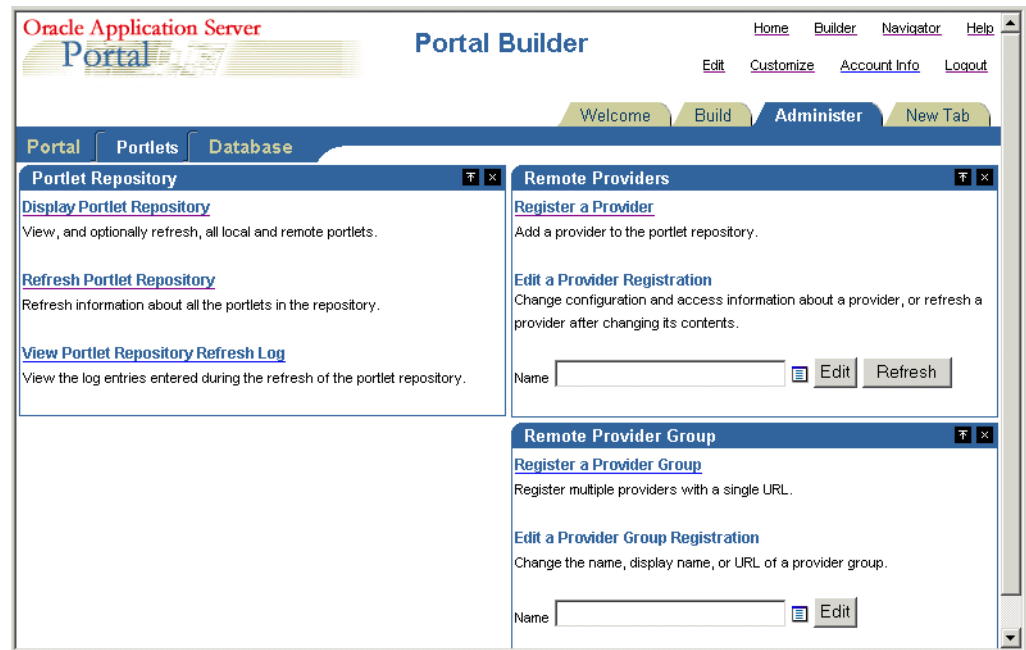 Oracle Application Server
Portal
Portal Builder
Home Builder Navigator Help
Edit Customize Account Info Logout
Welcome Build Administer New Tab
Portal Portlets Database
Portlet Repository
Display Portlet Repository
View, and optionally refresh, all local and remote portlets.
Refresh Portlet Repository
Refresh information about all the portlets in the repository.
View Portlet Repository Refresh Log
View the log entries entered during the refresh of the portlet repository.
Remote Providers
Register a Provider
Add a provider to the portlet repository.
Edit a Provider Registration
Change configuration and access information about a provider, or refresh a
provider after changing its contents.
Name Edit Refresh
Remote Provider Group
Register a Provider Group
Register multiple providers with a single URL.
Edit a Provider Group Registration
Change the name, display name, or URL of a provider group.
Name Edit